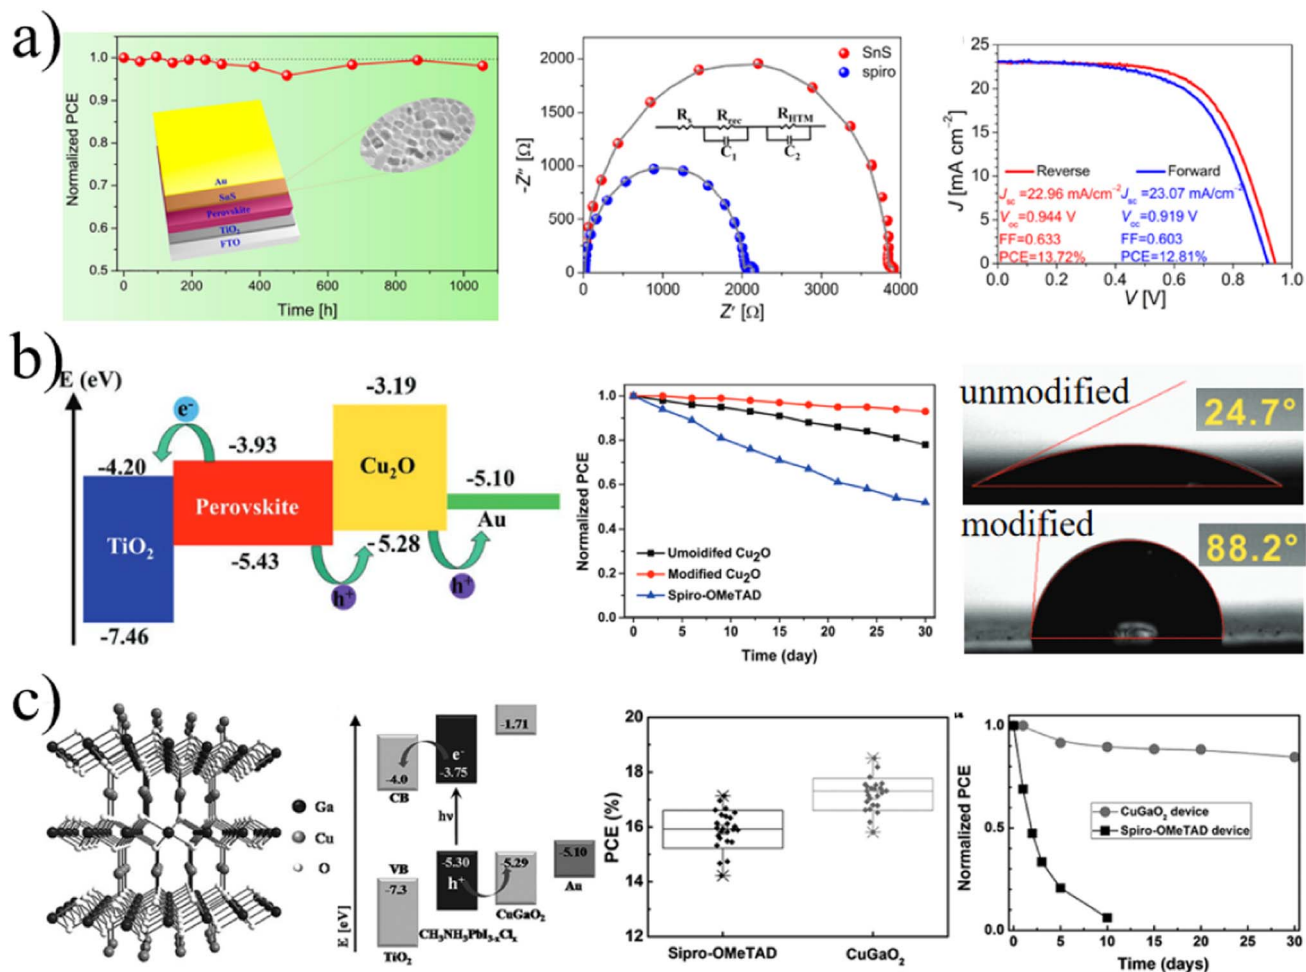 a)
1.0
0.9
0.8
0.7
0.6
0.5
Normalized PCE
Au
SnS
Perovskite
TiO₂
FTO
0 200 400 600 800 1000
Time [h]
2000
1500
1000
500
0
-Z'' [Ω]
SnS
spiro
Rₛ Rrec RHTM
C₁ C₂
0 1000 2000 3000 4000
Z' [Ω]
25
20
15
10
5
0
J [mA cm⁻²]
Reverse
Jsc =22.96 mA/cm⁻²
Voc=0.944 V
FF=0.633
PCE=13.72%
Forward
Jsc =23.07 mA/cm⁻²
Voc=0.919 V
FF=0.603
PCE=12.81%
0.0 0.2 0.4 0.6 0.8 1.0
V [V]
b)
E (eV)
e⁻
-3.19
-3.93
-4.20
Cu₂O
-5.10
Perovskite
Au
TiO₂
-5.43
-5.28
h⁺
h⁺
-7.46
1.0
0.8
0.6
0.4
0.2
0.0
Normalized PCE
Umoidifed Cu₂O
Modified Cu₂O
Spiro-OMeTAD
0 5 10 15 20 25 30
Time (day)
unmodified
24.7°
modified
88.2°
c)
Ga
Cu
O
E [eV]
-1.71
e⁻
-4.0
-3.75
CB
hν
VB
-5.30
-5.29
-5.10
-7.3
h⁺
Au
CuGaO₂
CH₃NH₃PbI₃₋ₓClₓ
TiO₂
20
18
16
14
12
PCE (%)
Sipro-OMeTAD CuGaO₂
1.0
0.5
0.0
Normalized PCE
CuGaO₂ device
Spiro-OMeTAD device
0 5 10 15 20 25 30
Time (days)